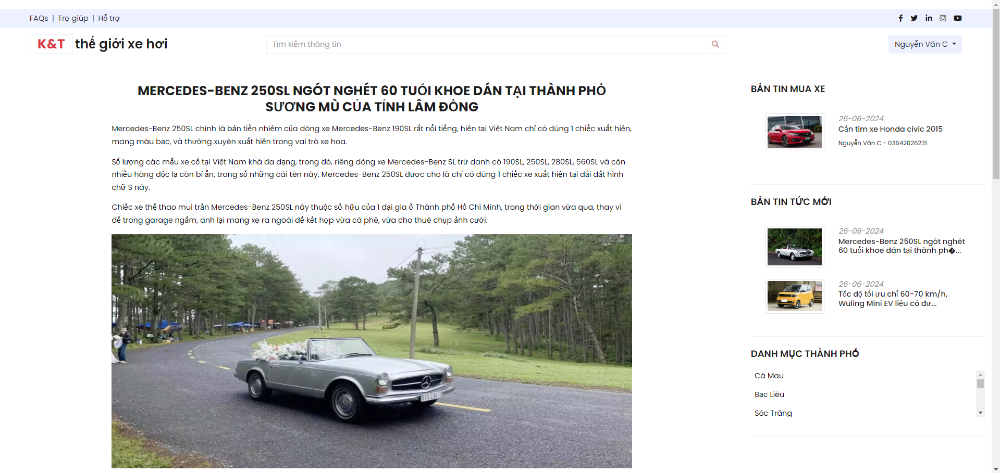 FAQs | Trợ giúp | Hỗ trợ
K&T thế giới xe hơi
Tìm kiếm thông tin
Nguyễn Văn C
MERCEDES-BENZ 250SL NGÓT NGHÉT 60 TUỔI KHOE DÁN TẠI THÀNH PHỐ
SƯƠNG MÙ CỦA TỈNH LÂM ĐỒNG
Mercedes-Benz 250SL chính là bản tiền nhiệm của dòng xe Mercedes-Benz 190SL rất nổi tiếng, hiện tại Việt Nam chỉ có đúng 1 chiếc xuất hiện,
mang màu bạc, và thường xuyên xuất hiện trong vai trò xe hoa.
Số lượng các mẫu xe cổ tại Việt Nam khá đa dạng, trong đó, riêng dòng xe Mercedes-Benz SL trứ danh có 190SL, 250SL, 280SL, 560SL và còn
nhiều hàng độc lạ còn bí ẩn, trong số những cái tên này, Mercedes-Benz 250SL được cho là chỉ có đúng 1 chiếc xe xuất hiện tại dải đất hình
chữ S này.
Chiếc xe thể thao mui trần Mercedes-Benz 250SL này thuộc sở hữu của 1 đại gia ở Thành phố Hồ Chí Minh, trong thời gian vừa qua, thay vì
để trong garage ngắm, anh lại mang xe ra ngoài để kết hợp vừa cà phê, vừa cho thuê chụp ảnh cưới.
51G-236.10
BẢN TIN MUA XE
26-06-2024
Cần tìm xe Honda civic 2015
Nguyễn Văn C - 03642026231
BẢN TIN TỨC MỚI
26-06-2024
Mercedes-Benz 250SL ngót nghét
60 tuổi khoe dán tại thành ph�...
26-06-2024
Tốc độ tối ưu chỉ 60-70 km/h,
Wuling Mini EV liệu có đư...
DANH MỤC THÀNH PHỐ
Cà Mau
Bạc Liêu
Sóc Trăng